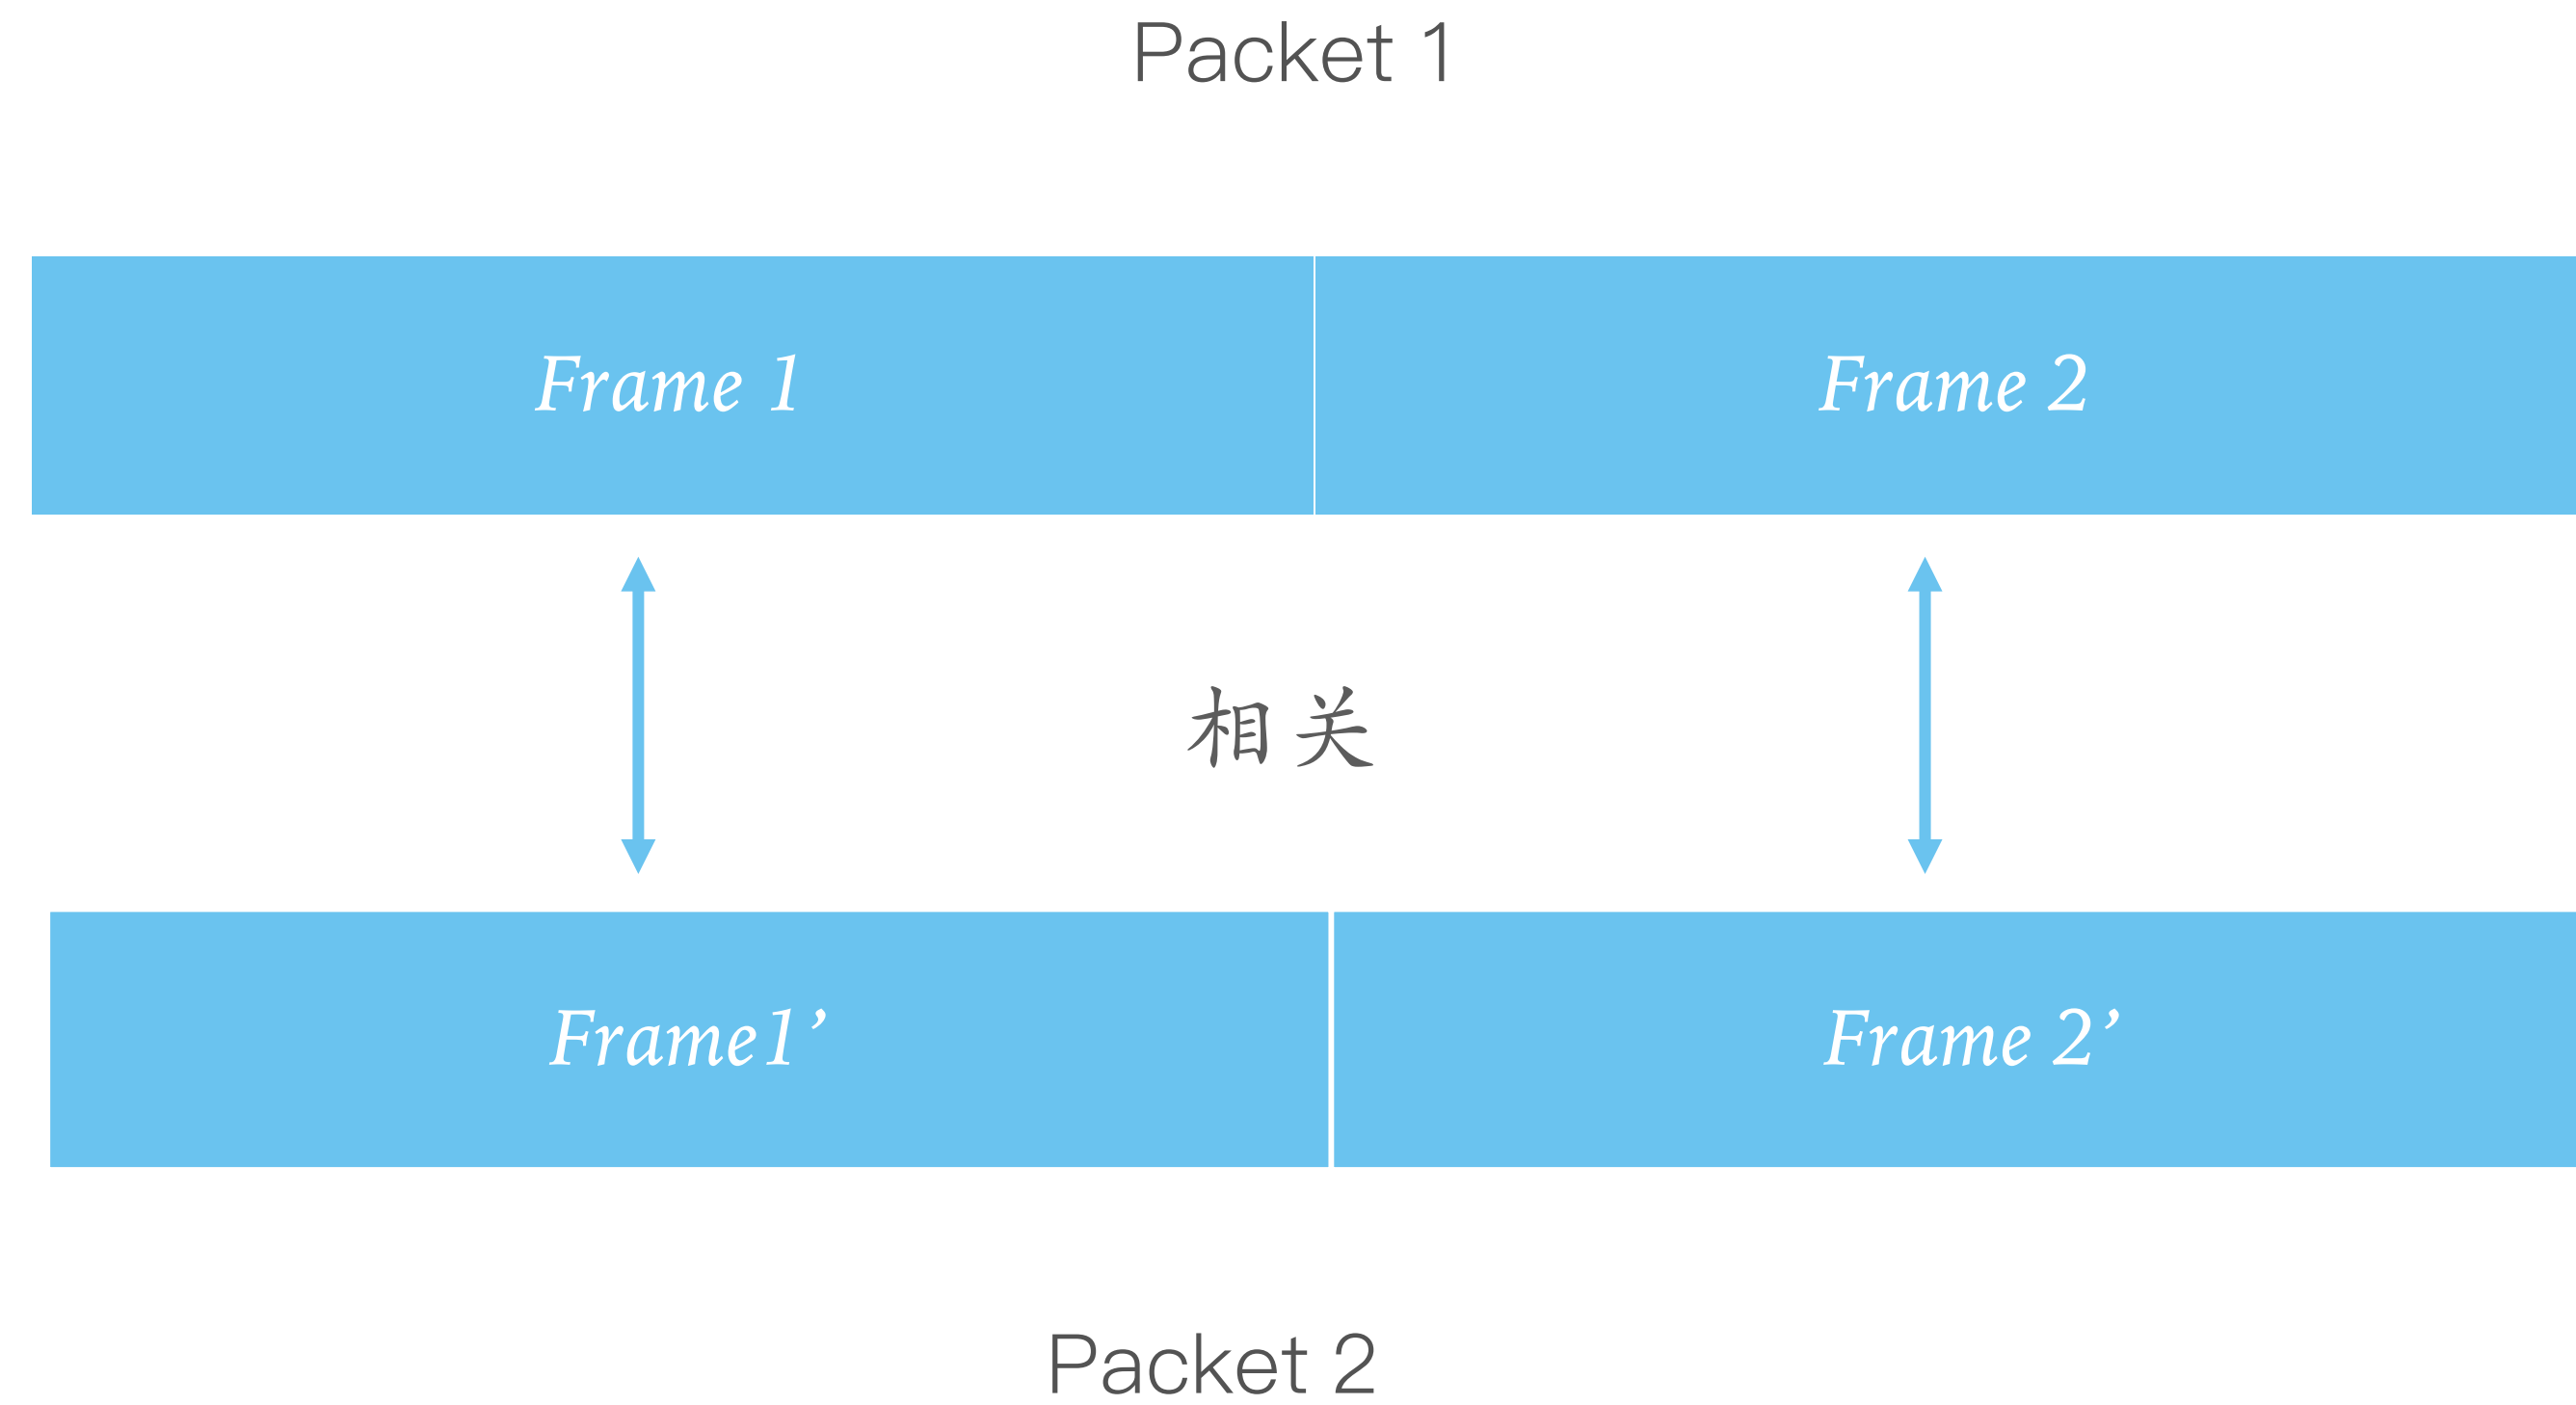 Packet 1
Frame 1
Frame 2
相关
Frame1’
Frame 2’
Packet 2